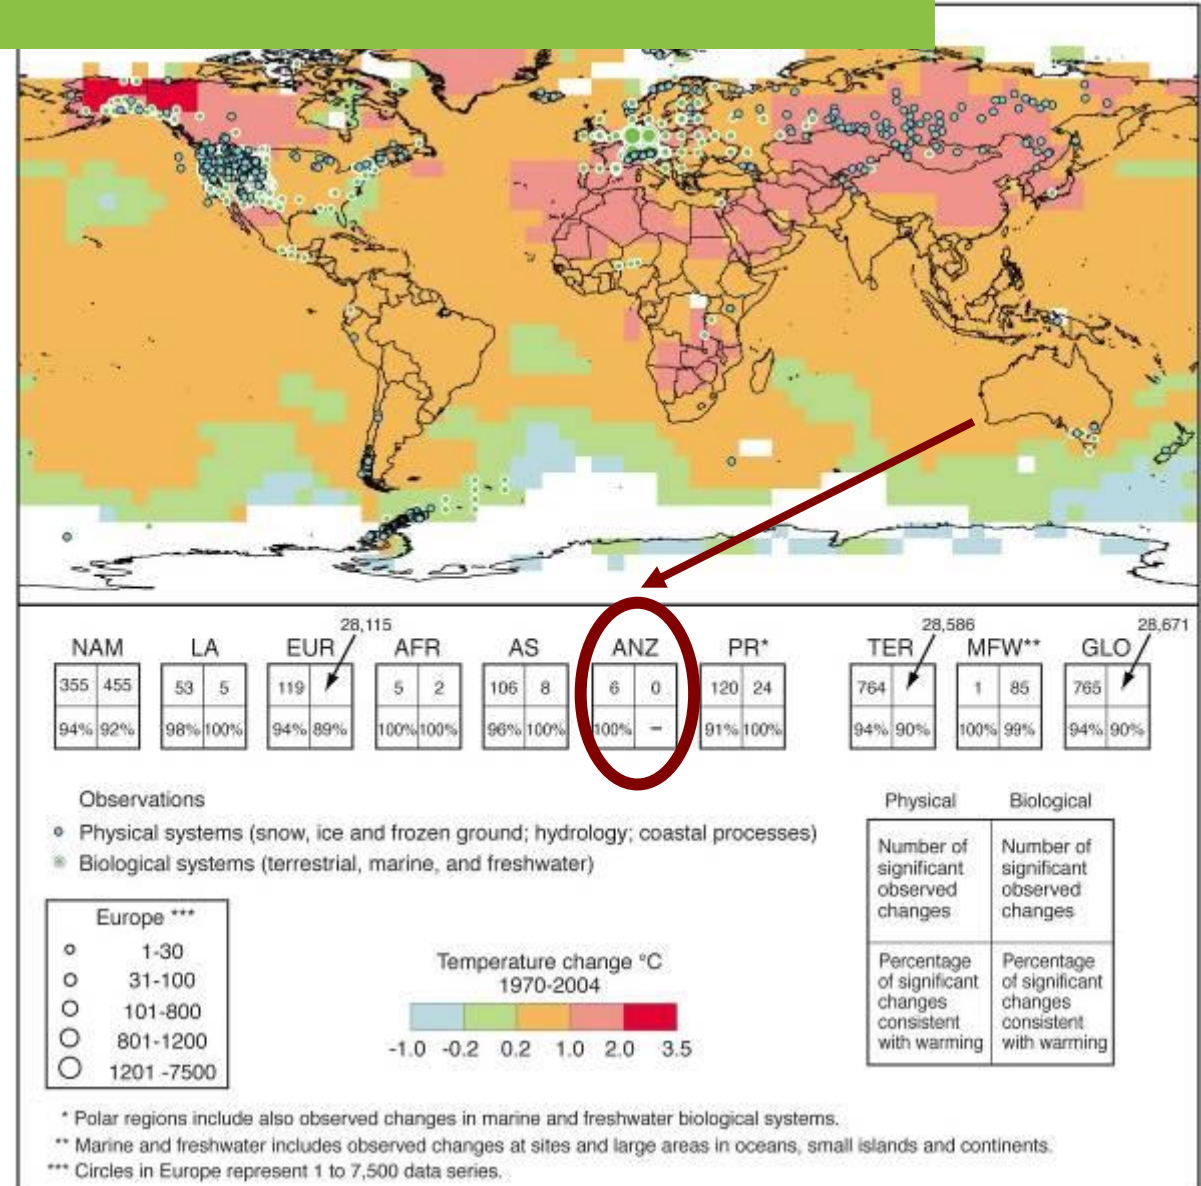 28,115 28,586 28,671
NAM LA EUR AFR AS ANZ PR* TER MFW** GLO
355 455 53 5 119 5 2 106 8 6 0 120 24 764 1 85 765
94% 92% 98% 100% 94% 89% 100% 100% 96% 100% 100% – 91% 100% 94% 90% 100% 99% 94% 90%
Observations
Physical systems (snow, ice and frozen ground; hydrology; coastal processes)
Biological systems (terrestrial, marine, and freshwater)
Physical Biological
Number of Number of
significant significant
observed observed
changes changes
Percentage Percentage
of significant of significant
changes changes
consistent consistent
with warming with warming
Europe ***
1-30
31-100
101-800
801-1200
1201 -7500
Temperature change °C
1970-2004
-1.0 -0.2 0.2 1.0 2.0 3.5
* Polar regions include also observed changes in marine and freshwater biological systems.
** Marine and freshwater includes observed changes at sites and large areas in oceans, small islands and continents.
*** Circles in Europe represent 1 to 7,500 data series.